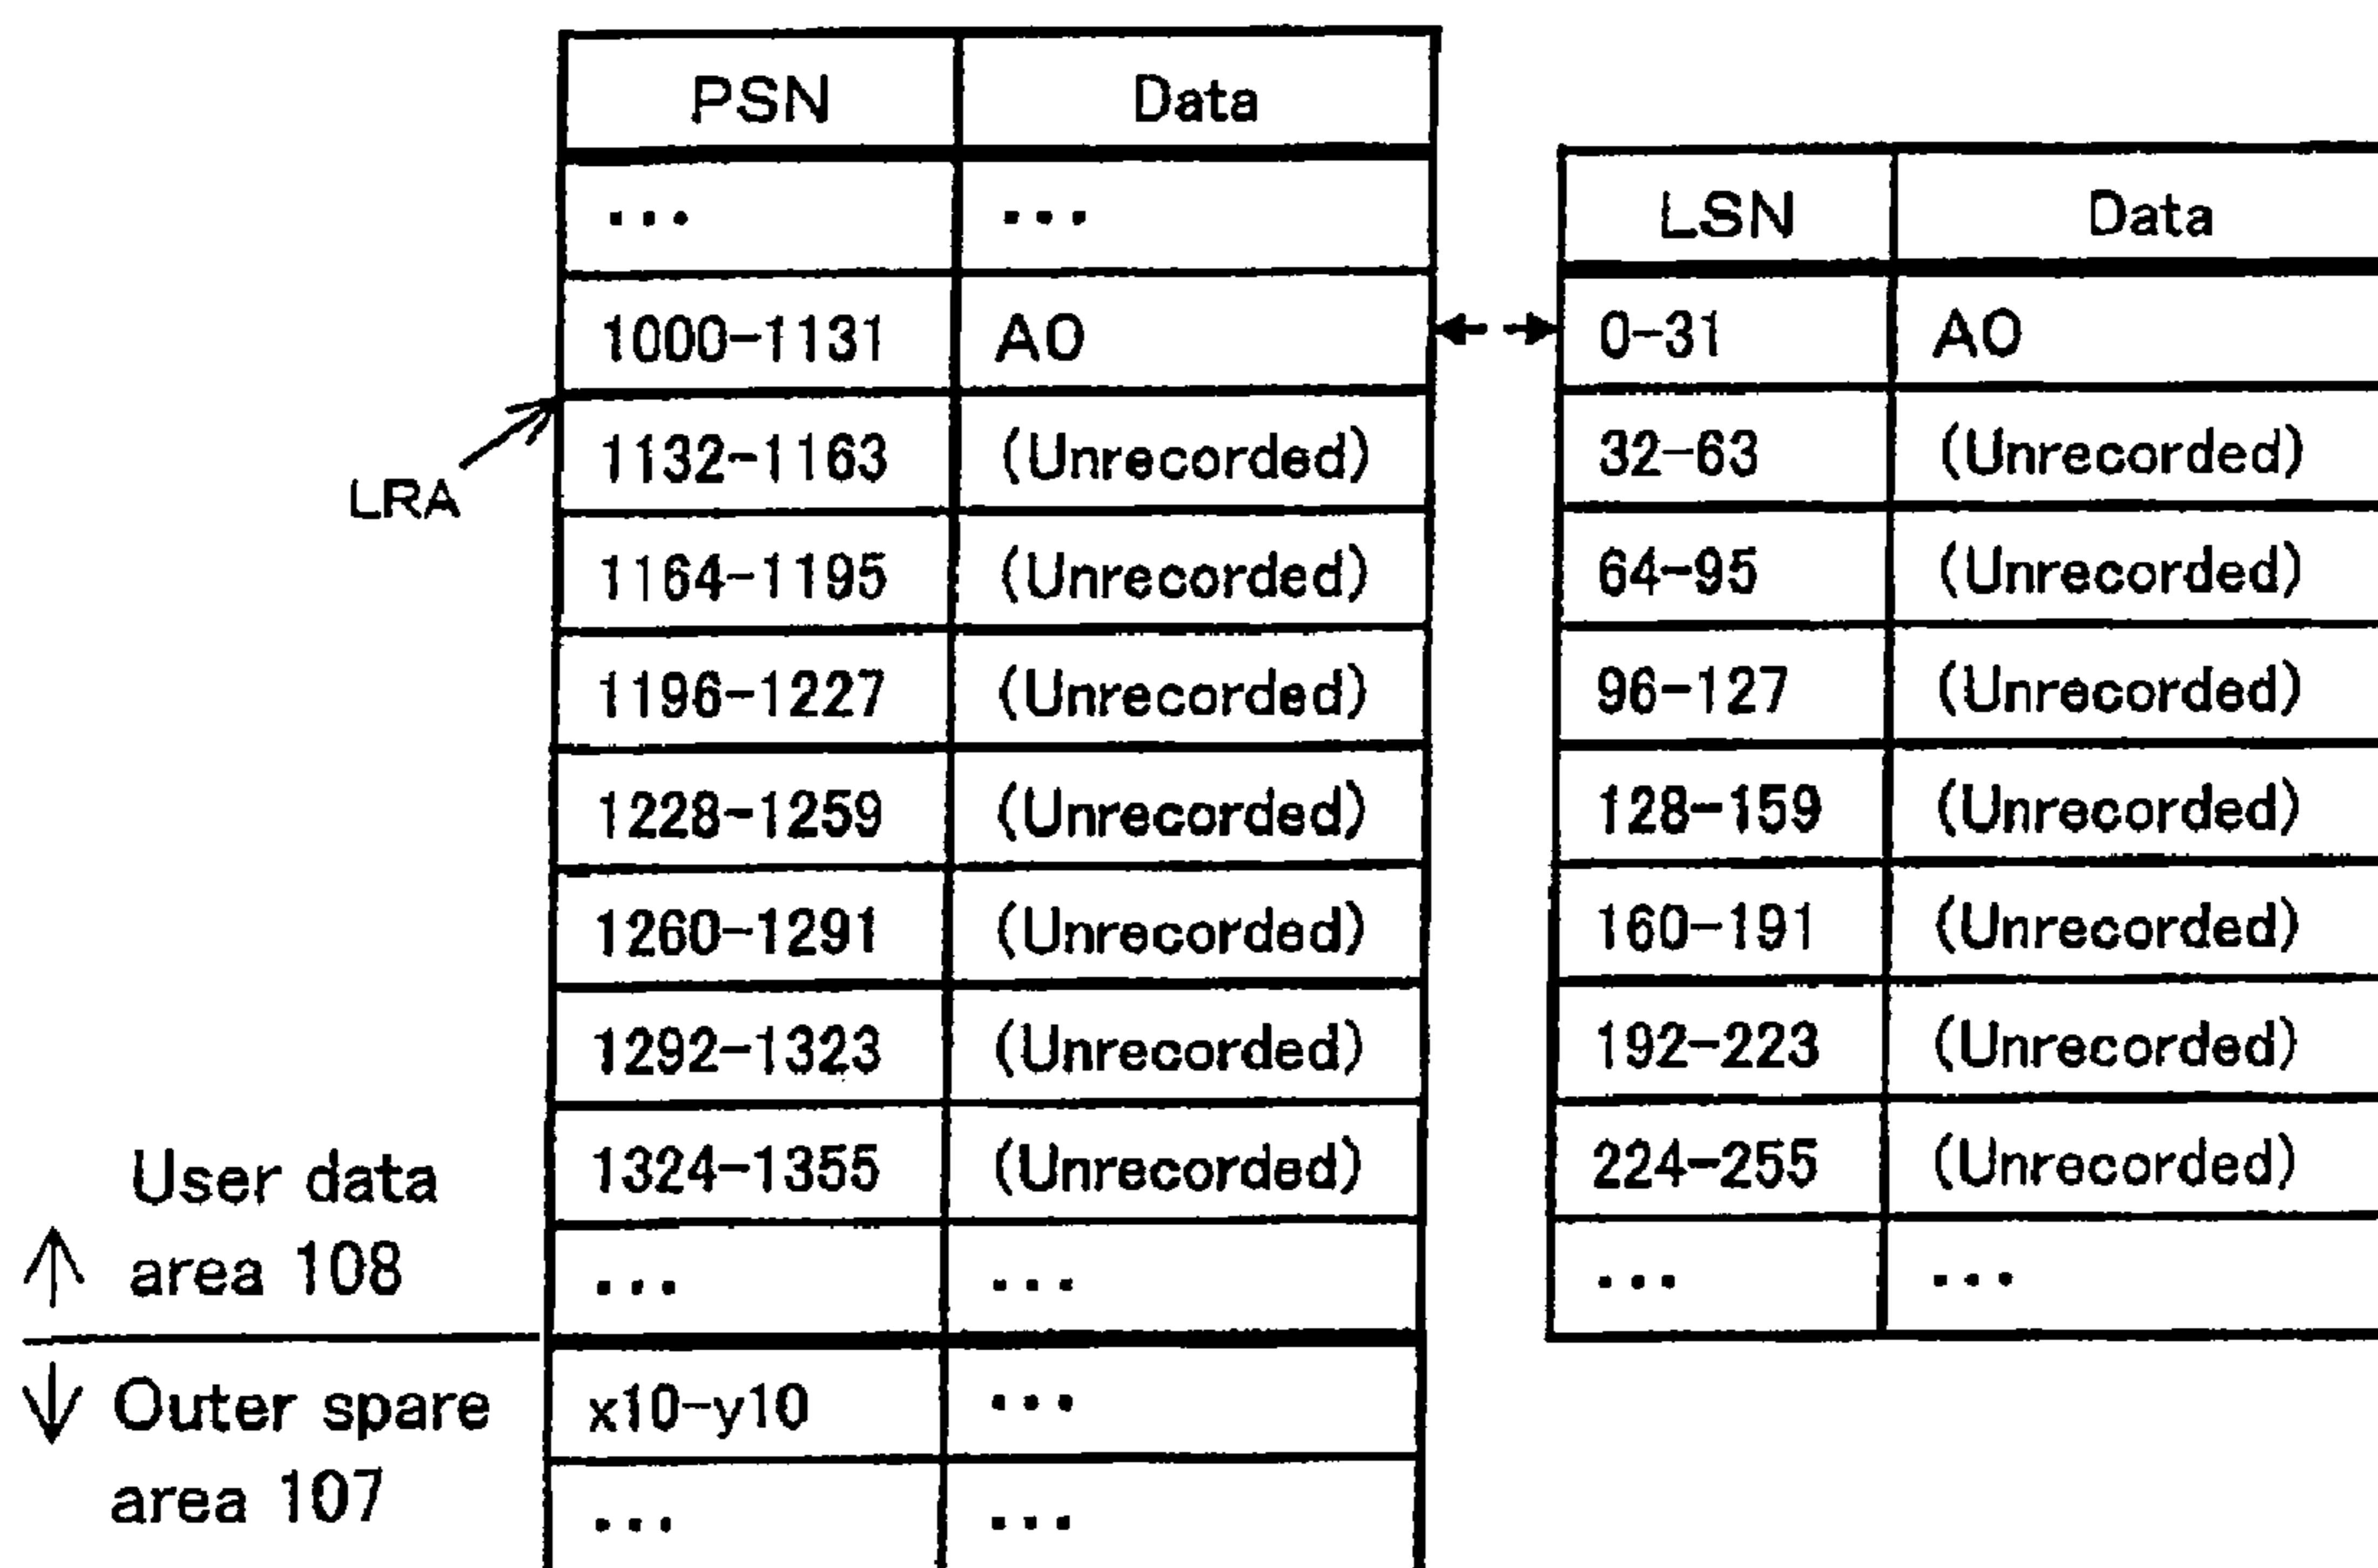 PSN Data
... ...
1000-1131 A0
1132-1163 (Unrecorded)
1164-1195 (Unrecorded)
1196-1227 (Unrecorded)
1228-1259 (Unrecorded)
1260-1291 (Unrecorded)
1292-1323 (Unrecorded)
1324-1355 (Unrecorded)
... ...
x10-y10 ...
... ...
LRA
User data
↑ area 108
↓ Outer spare
area 107
LSN Data
0-31 A0
32-63 (Unrecorded)
64-95 (Unrecorded)
96-127 (Unrecorded)
128-159 (Unrecorded)
160-191 (Unrecorded)
192-223 (Unrecorded)
224-255 (Unrecorded)
... ...